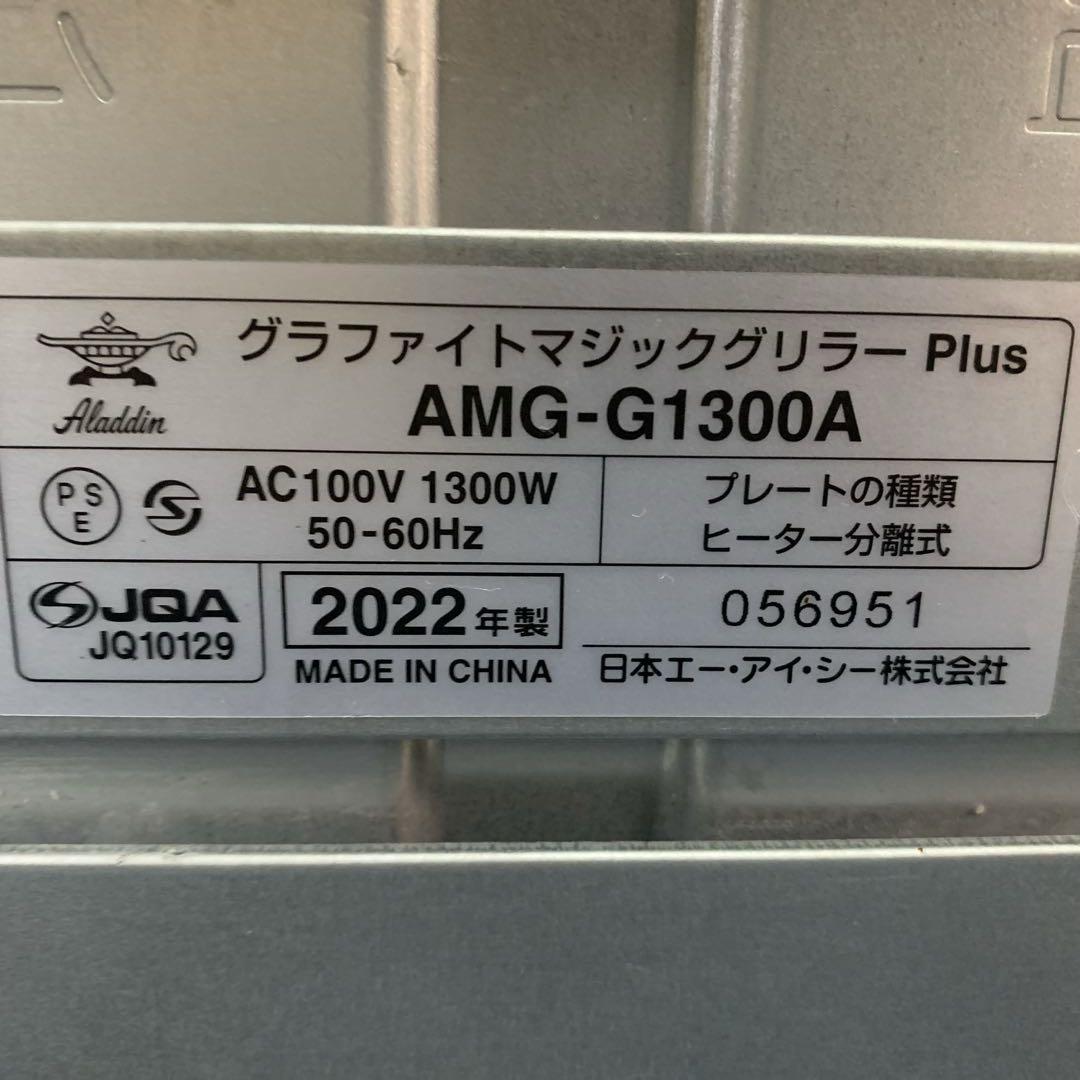 Aladdin
グラファイトマジックグリラー Plus
AMG-G1300A
PSE
AC100V 1300W
50-60Hz
プレートの種類
ヒーター分離式
JQA
JQ10129
2022年製
MADE IN CHINA
056951
日本エー・アイ・シー株式会社